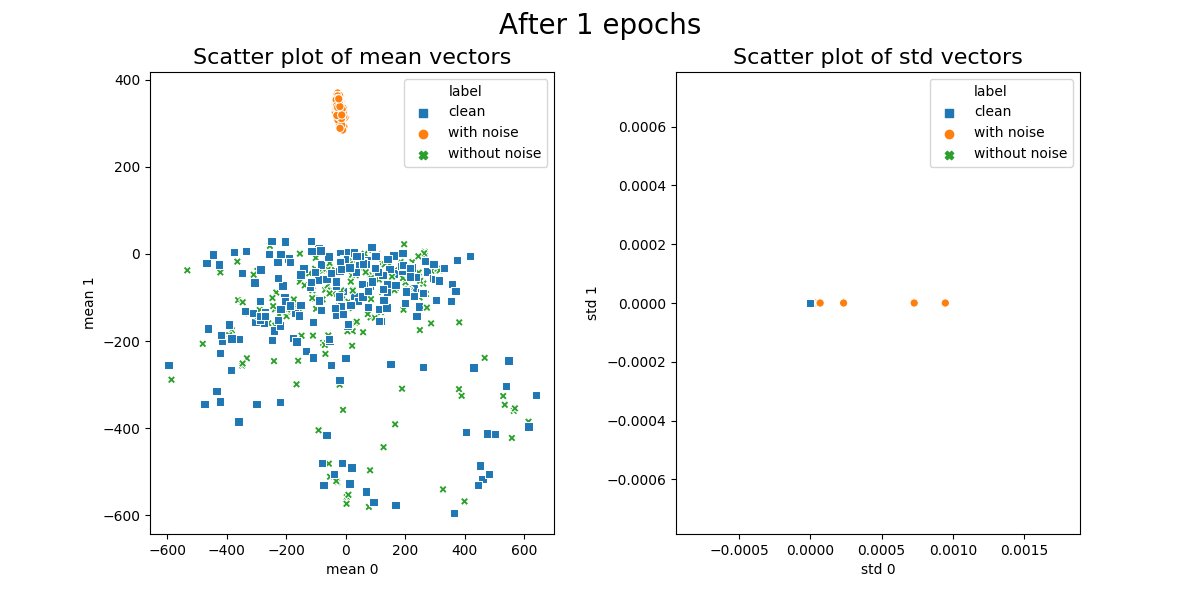 After 1 epochs
Scatter plot of mean vectors
400
200
0
−200
−400
−600
mean 1
−600
−400
−200
0
200
400
600
mean 0
label
clean
with noise
without noise
Scatter plot of std vectors
0.0006
0.0004
0.0002
0.0000
−0.0002
−0.0004
−0.0006
std 1
−0.0005
0.0000
0.0005
0.0010
0.0015
std 0
label
clean
with noise
without noise